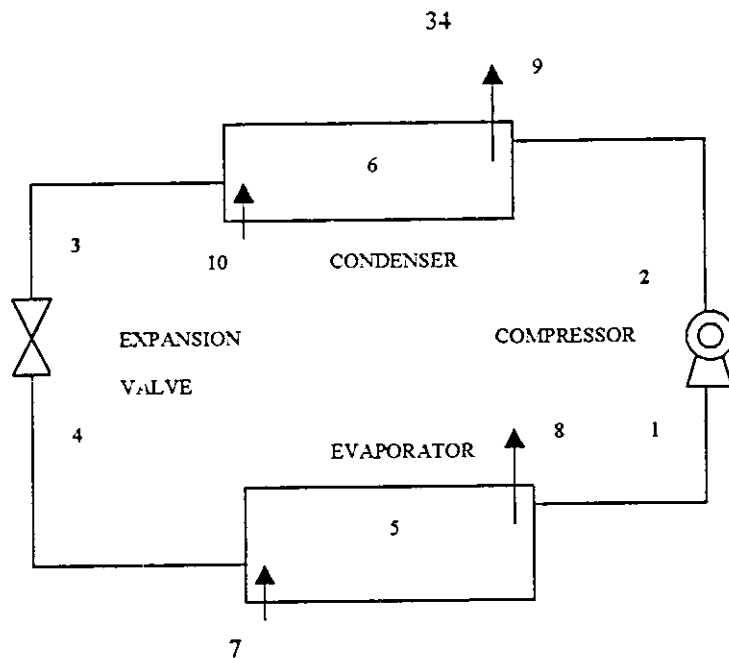 34
9
6
3
10
CONDENSER
2
EXPANSION
COMPRESSOR
VALVE
4
EVAPORATOR
8
1
5
7